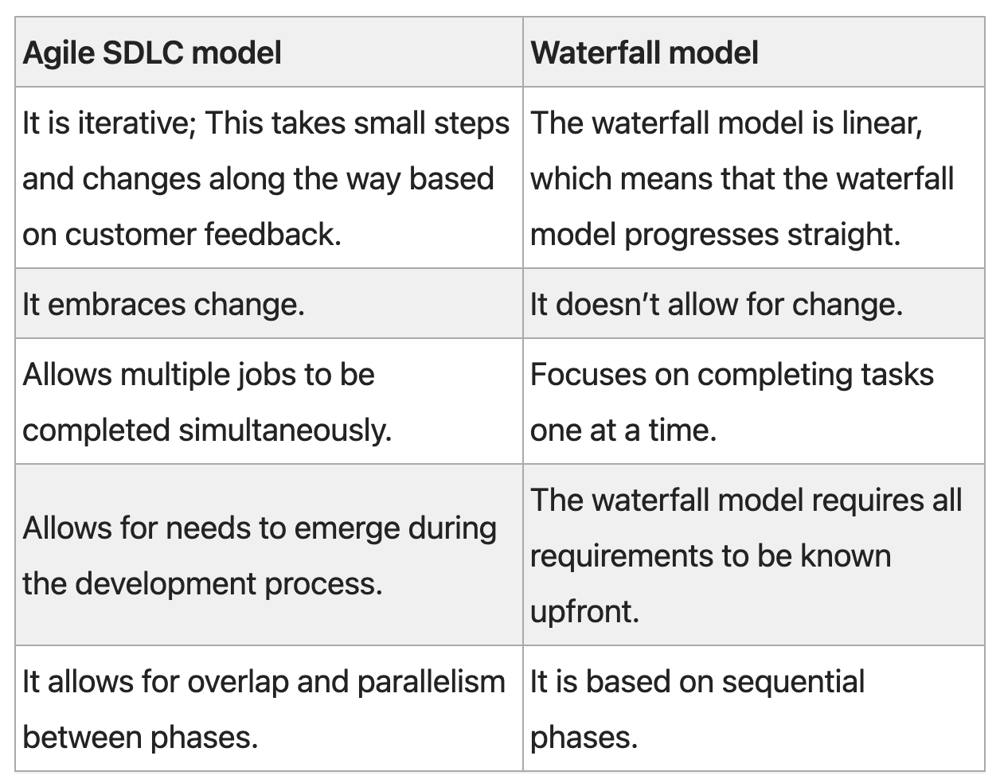 Agile SDLC model
Waterfall model
It is iterative; This takes small steps
and changes along the way based
on customer feedback.
The waterfall model is linear,
which means that the waterfall
model progresses straight.
It embraces change.
It doesn’t allow for change.
Allows multiple jobs to be
completed simultaneously.
Focuses on completing tasks
one at a time.
Allows for needs to emerge during
the development process.
The waterfall model requires all
requirements to be known
upfront.
It allows for overlap and parallelism
between phases.
It is based on sequential
phases.